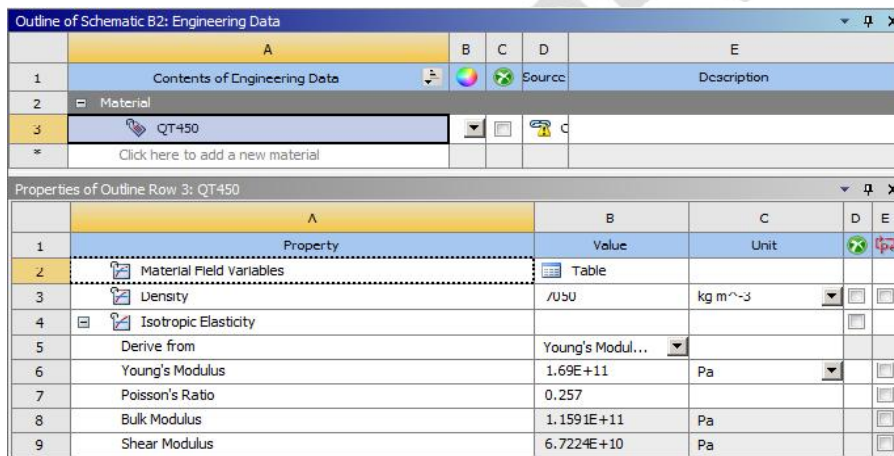 Outline of Schematic B2: Engineering Data
A B C D E
1 Contents of Engineering Data Source Description
2 Material
3 QT450
* Click here to add a new material
Properties of Outline Row 3: QT450
A B C D E
1 Property Value Unit
2 Material Field Variables Table
3 Density 7050 kg m^-3
4 Isotropic Elasticity
5 Derive from Young's Modul...
6 Young's Modulus 1.69E+11 Pa
7 Poisson's Ratio 0.257
8 Bulk Modulus 1.1591E+11 Pa
9 Shear Modulus 6.7224E+10 Pa